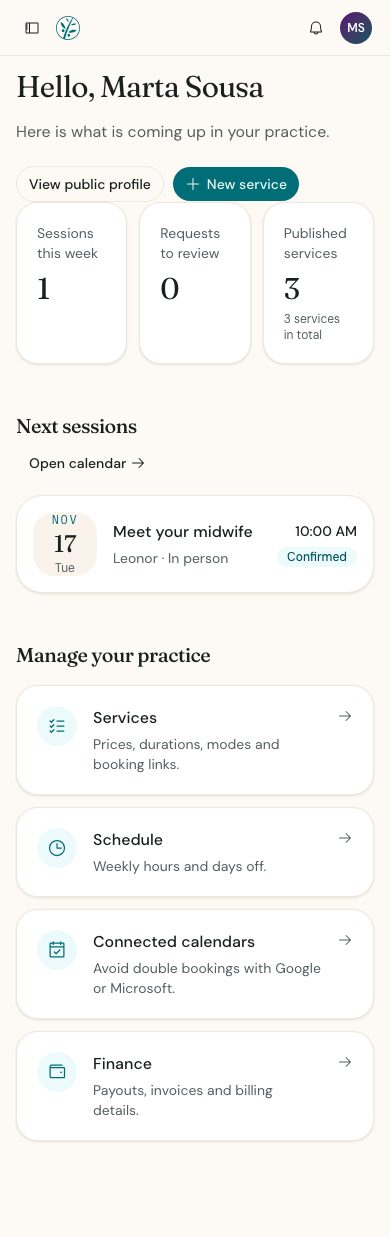 MS
Hello, Marta Sousa
Here is what is coming up in your practice.
View public profile
New service
Sessions
this week
1
Requests
to review
0
Published
services
3
3 services
in total
Next sessions
Open calendar
NOV
17
Tue
Meet your midwife
Leonor · In person
10:00 AM
Confirmed
Manage your practice
Services
Prices, durations, modes and
booking links.
Schedule
Weekly hours and days off.
Connected calendars
Avoid double bookings with Google
or Microsoft.
Finance
Payouts, invoices and billing
details.